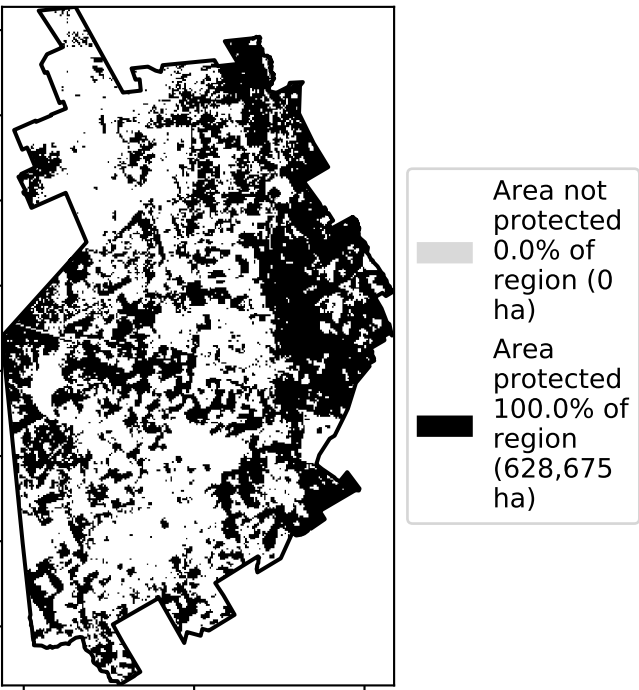 Area not
protected
0.0% of
region (0
ha)
Area
protected
100.0% of
region
(628,675
ha)